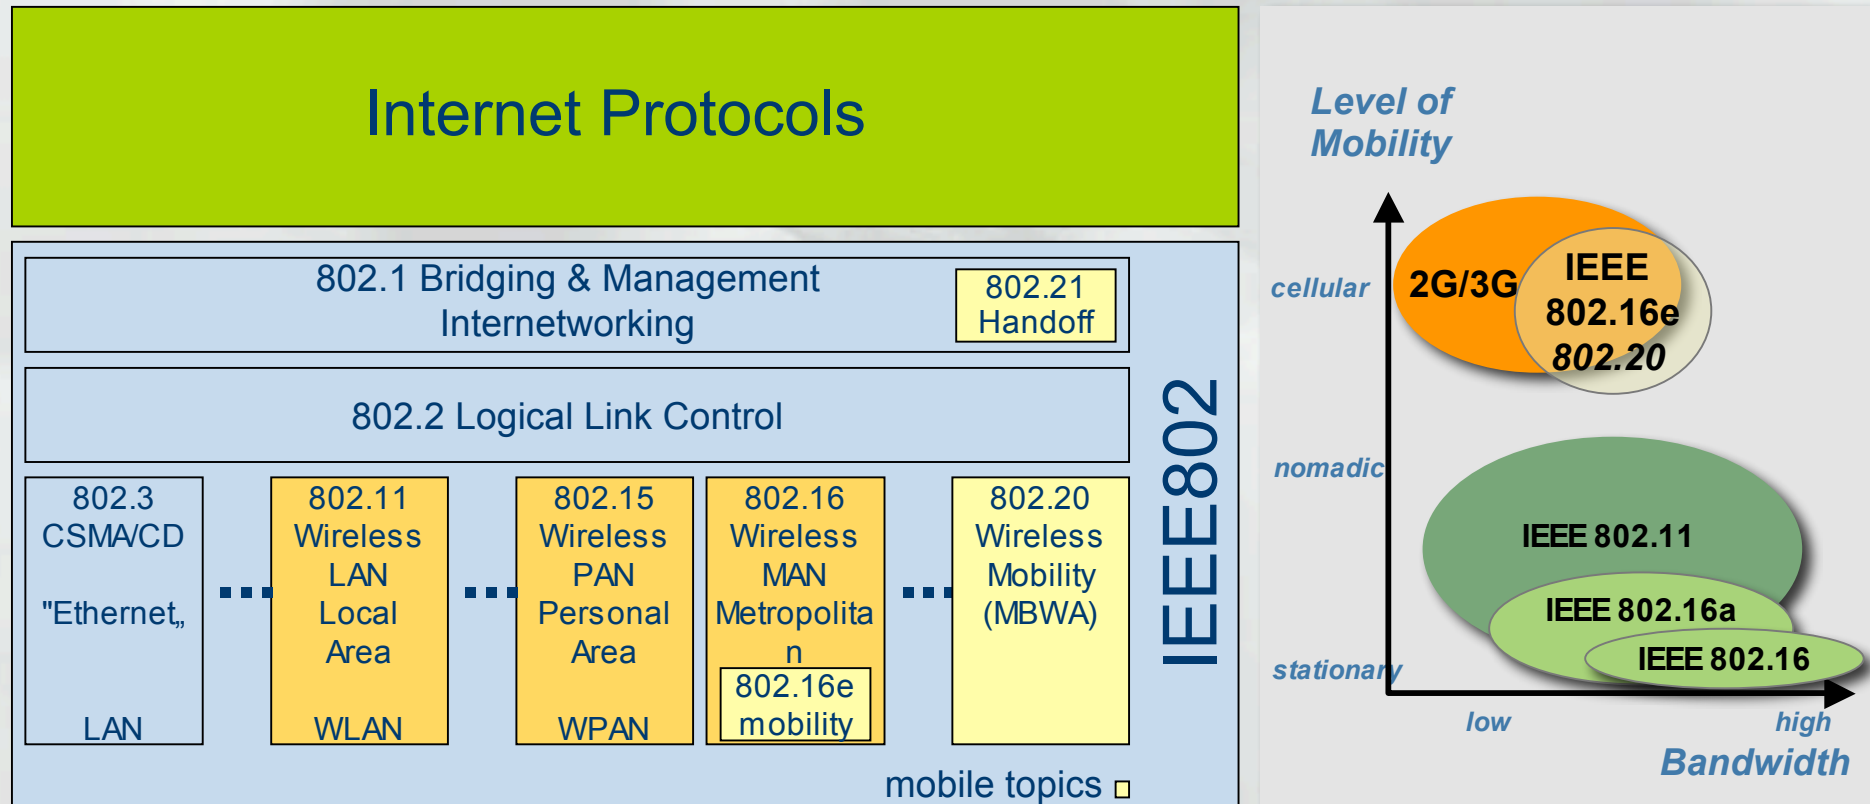 Internet Protocols
802.1 Bridging & Management
Internetworking
802.21
Handoff
802.2 Logical Link Control
802.3
CSMA/CD
"Ethernet„
LAN
802.11
Wireless
LAN
Local
Area
WLAN
802.15
Wireless
PAN
Personal
Area
WPAN
802.16
Wireless
MAN
Metropolita
n
802.16e
mobility
802.20
Wireless
Mobility
(MBWA)
IEEE802
mobile topics
Level of
Mobility
cellular
2G/3G
IEEE
802.16e
802.20
nomadic
IEEE 802.11
IEEE 802.16a
IEEE 802.16
stationary
low
high
Bandwidth